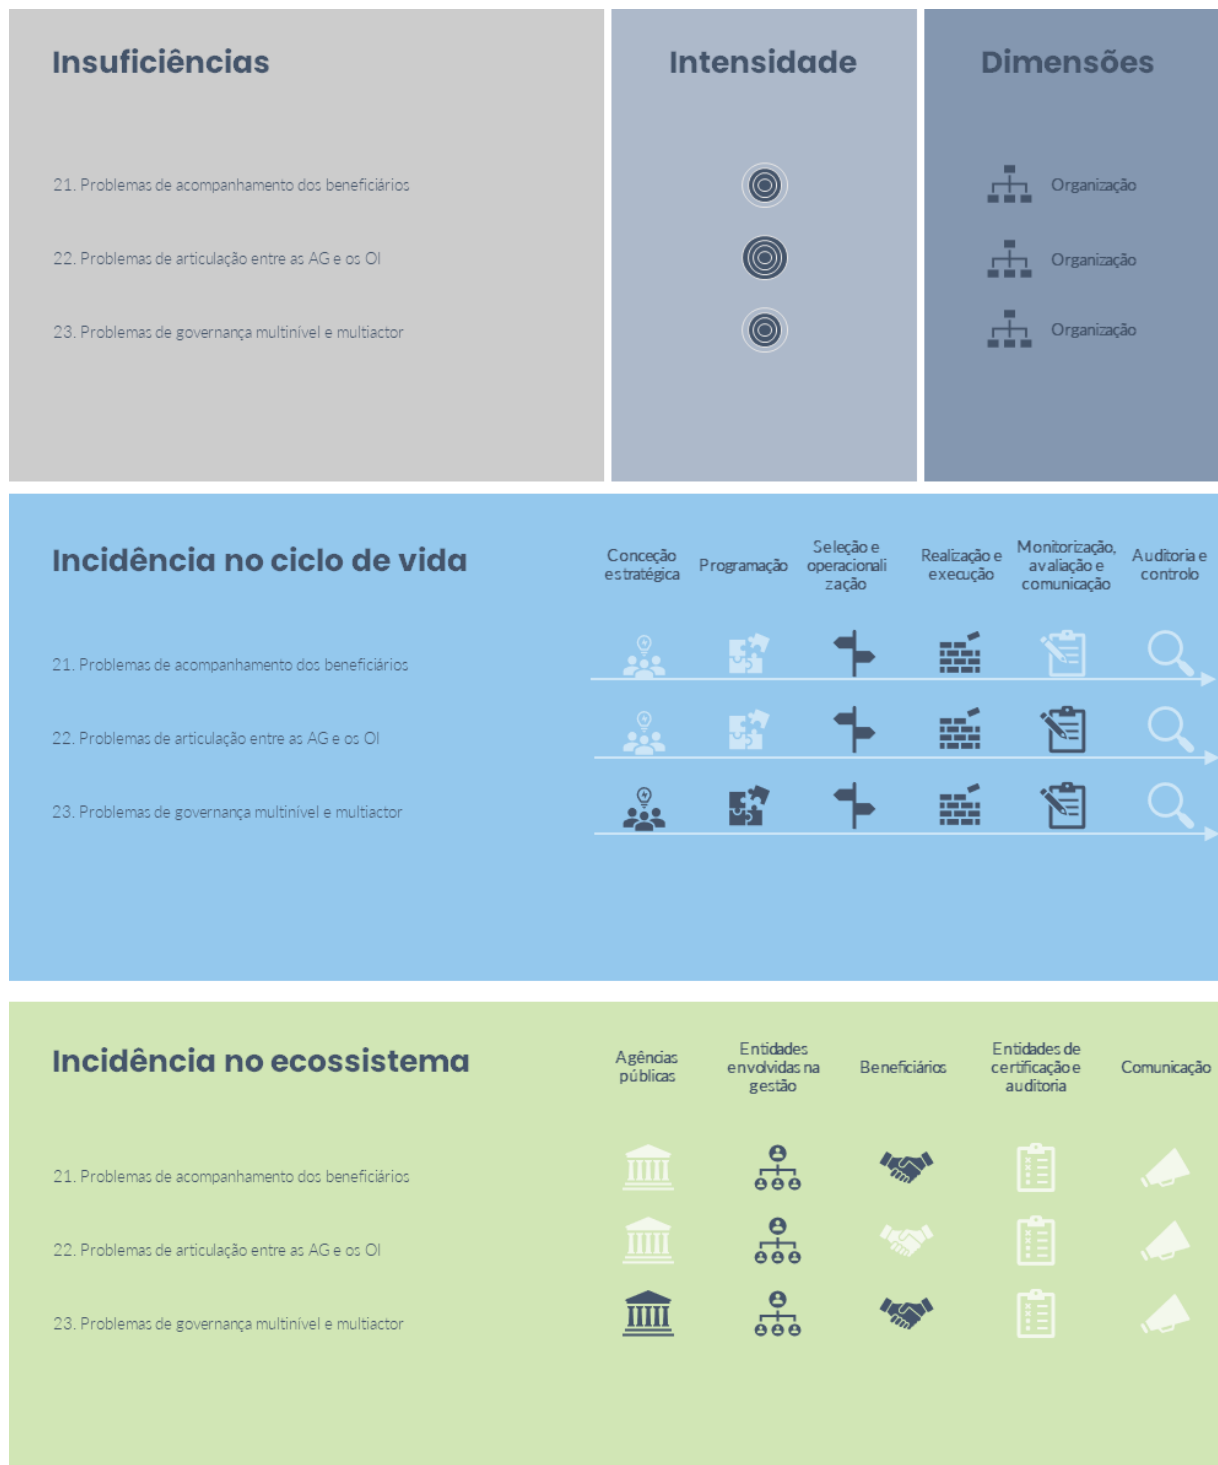 Insuficiências
Intensidade
Dimensões
21. Problemas de acompanhamento dos beneficiários
Organização
22. Problemas de articulação entre as AG e os OI
Organização
23. Problemas de governança multinível e multiactor
Organização
Incidência no ciclo de vida
Conceção
estratégica
Programação
Seleção e
operacionali
zação
Realização e
execução
Monitorização,
avaliação e
comunicação
Auditoria e
controlo
21. Problemas de acompanhamento dos beneficiários
22. Problemas de articulação entre as AG e os OI
23. Problemas de governança multinível e multiactor
Incidência no ecossistema
Agências
públicas
Entidades
envolvidas na
gestão
Beneficiários
Entidades de
certificação e
auditoria
Comunicação
21. Problemas de acompanhamento dos beneficiários
22. Problemas de articulação entre as AG e os OI
23. Problemas de governança multinível e multiactor